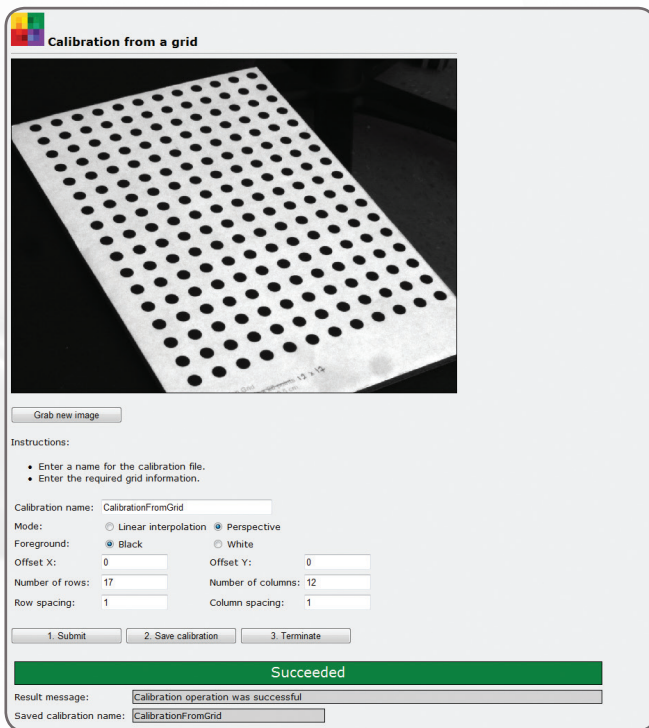 Calibration from a grid
12 x 12
Grab new image
Instructions:
• Enter a name for the calibration file.
• Enter the required grid information.
Calibration name: CalibrationFromGrid
Mode: Linear interpolation Perspective
Foreground: Black White
Offset X: 0 Offset Y: 0
Number of rows: 17 Number of columns: 12
Row spacing: 1 Column spacing: 1
1. Submit 2. Save calibration 3. Terminate
Succeeded
Result message: Calibration operation was successful
Saved calibration name: CalibrationFromGrid